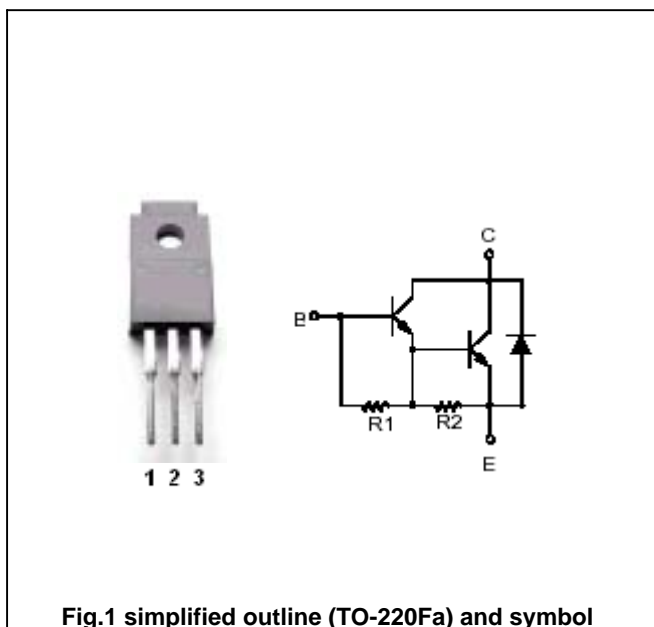 C
B
R1 R2
E
1 2 3
Fig.1 simplified outline (TO-220Fa) and symbol